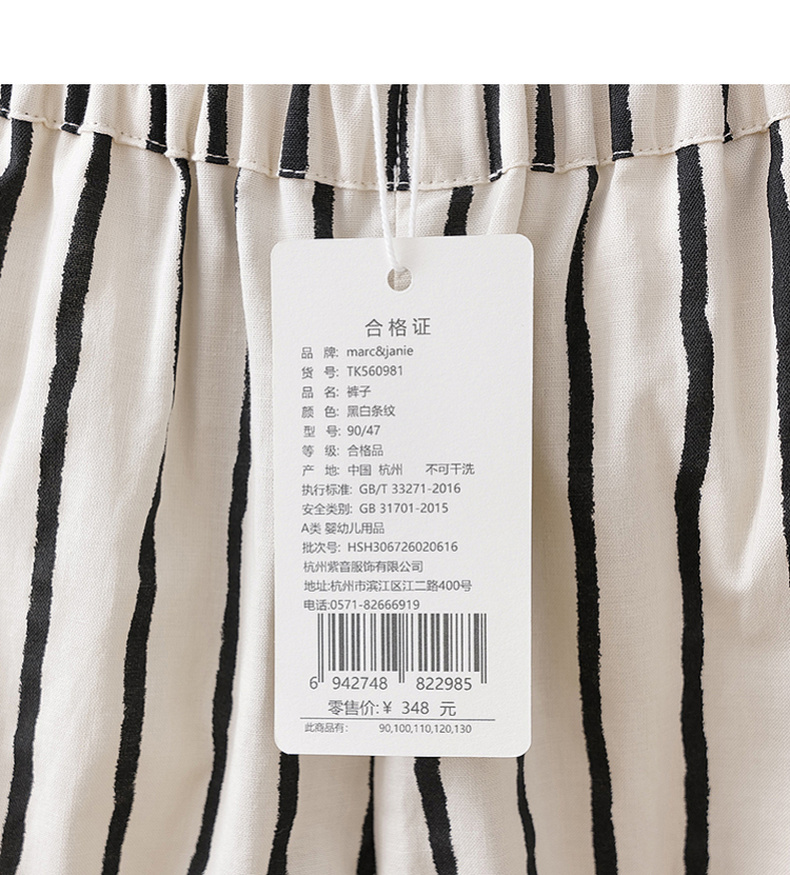 合格证
品 牌: marc&janie
货 号: TK560981
品 名: 裤子
颜 色: 黑白条纹
型 号: 90/47
等 级: 合格品
产 地: 中国 杭州 不可干洗
执行标准: GB/T 33271-2016
安全类别: GB 31701-2015
A类 婴幼儿用品
批次号: HSH306726020616
杭州紫音服饰有限公司
地址:杭州市滨江区江二路400号
电话:0571-82666919
6 942748 822985
零售价:¥ 348 元
此商品有: 90,100,110,120,130